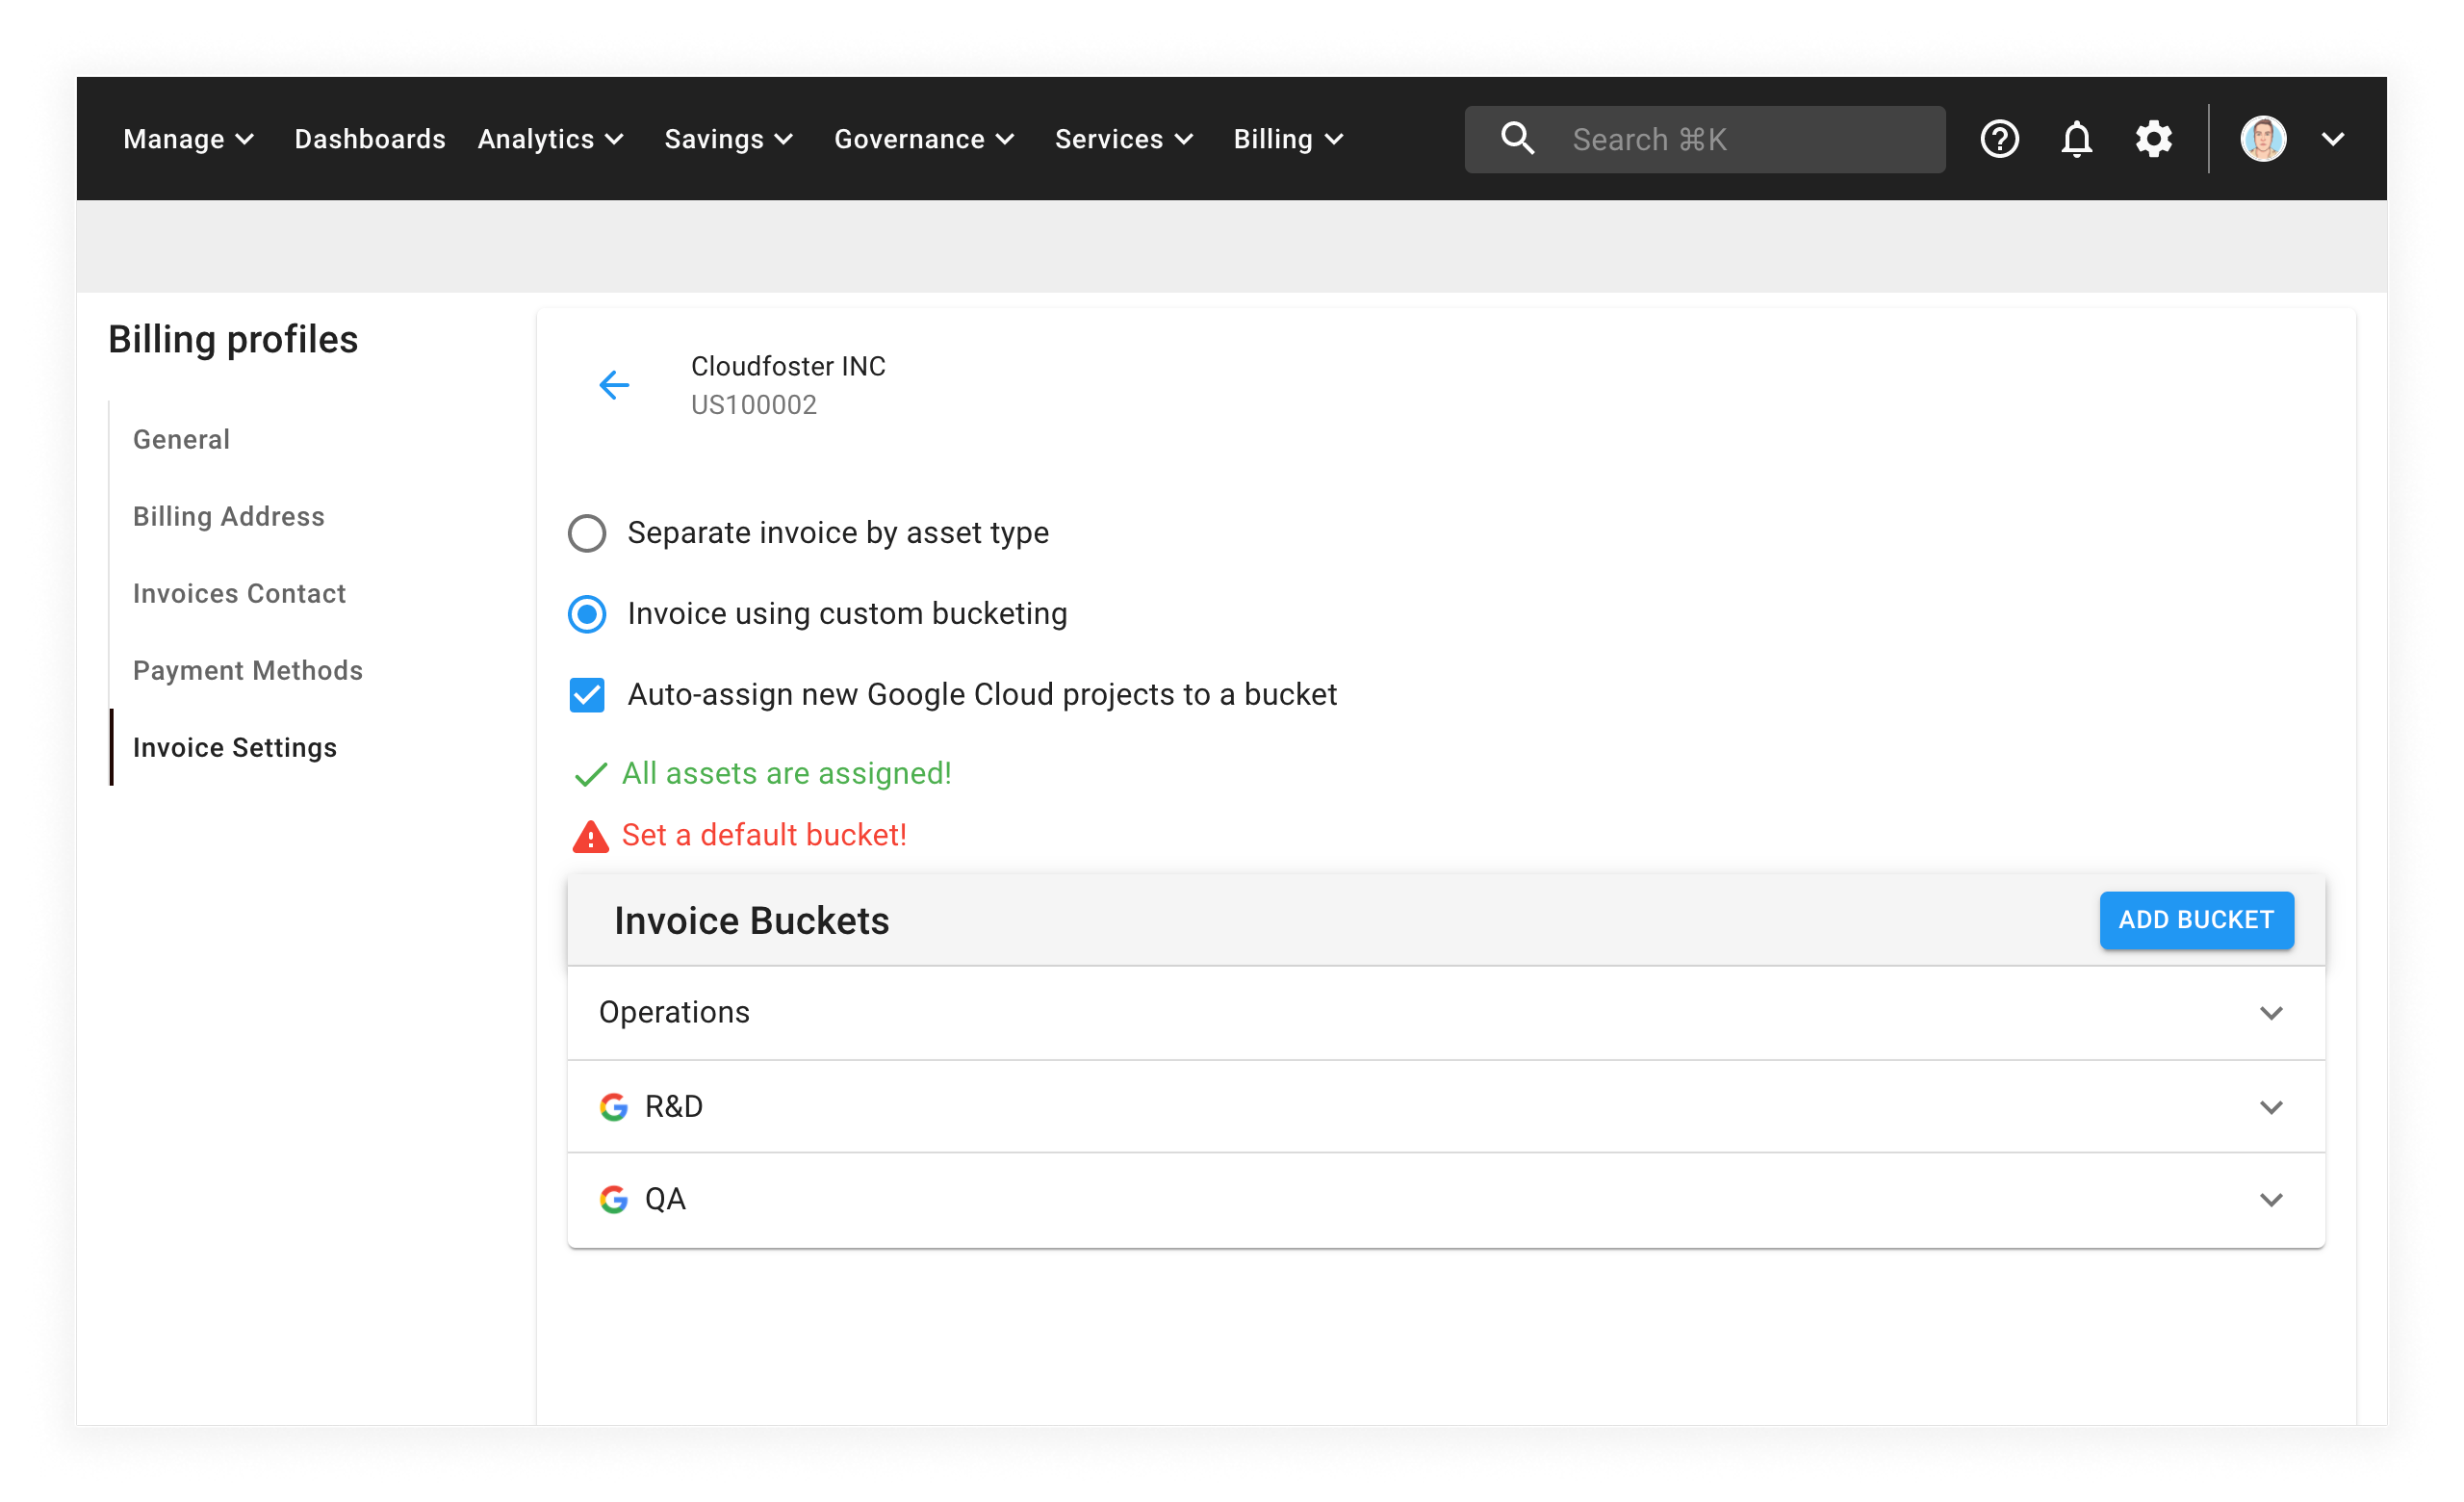 Manage Dashboards Analytics Savings Governance Services Billing Search ⌘K
Billing profiles
General
Billing Address
Invoices Contact
Payment Methods
Invoice Settings
Cloudfoster INC
US100002
Separate invoice by asset type
Invoice using custom bucketing
Auto-assign new Google Cloud projects to a bucket
All assets are assigned!
Set a default bucket!
Invoice Buckets ADD BUCKET
Operations
R&D
QA